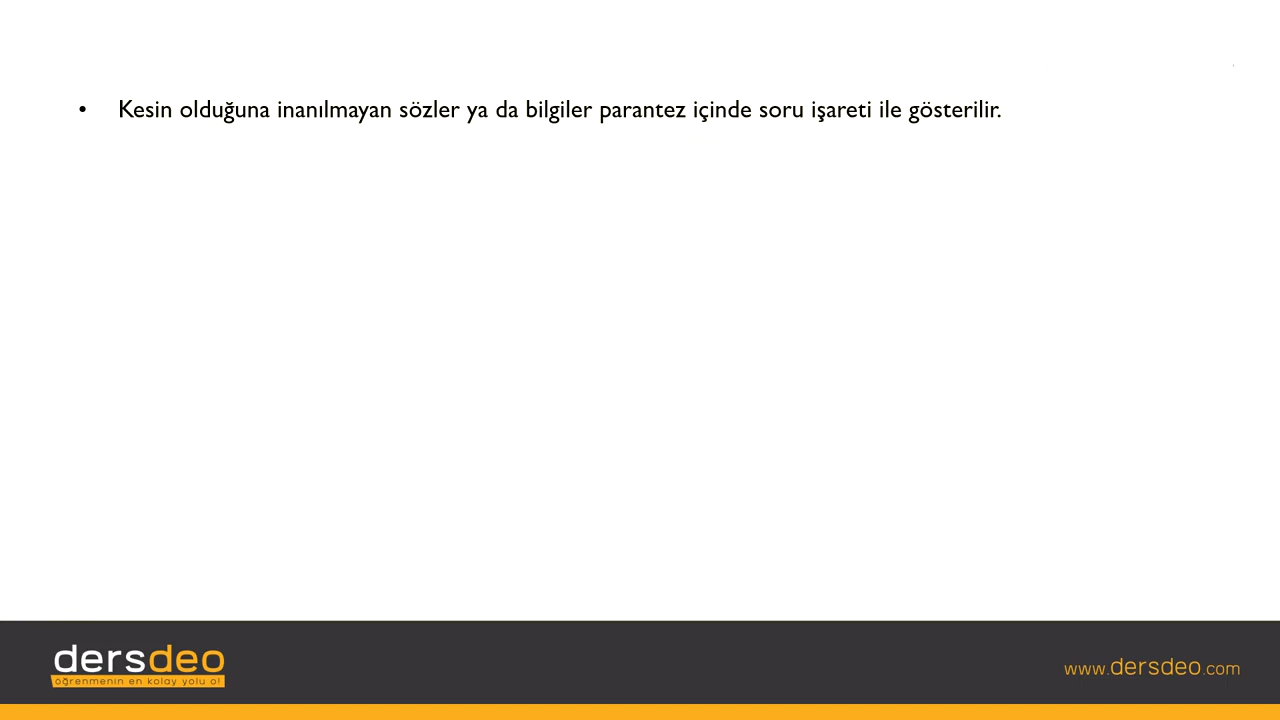 • Kesin olduğuna inanılmayan sözler ya da bilgiler parantez içinde soru işareti ile gösterilir.
dersdeo
öğrenmenin en kolay yolu o!
www.dersdeo.com